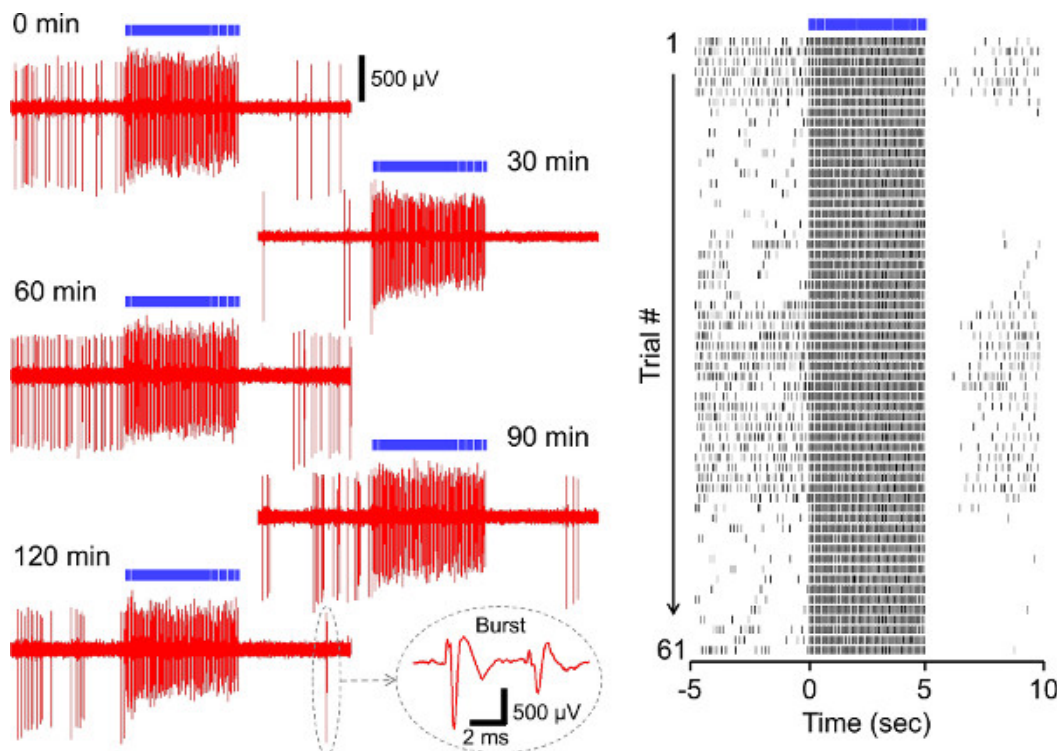 0 min
500 µV
30 min
60 min
90 min
120 min
Burst
500 µV
2 ms
1
Trial #
61
-5
0
5
10
Time (sec)